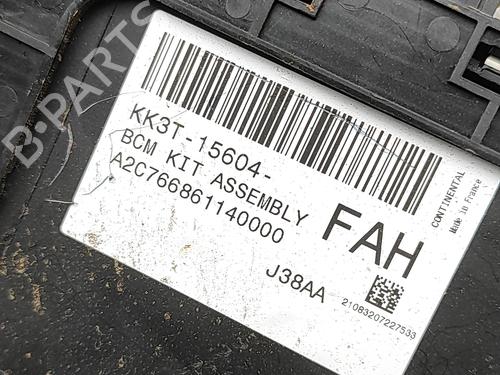 B-PARTS
KK3T-15604-
BCM KIT ASSEMBLY
A2C766861140000
FAH
J38AA
21083207227533
CONTINENTAL
Made in France